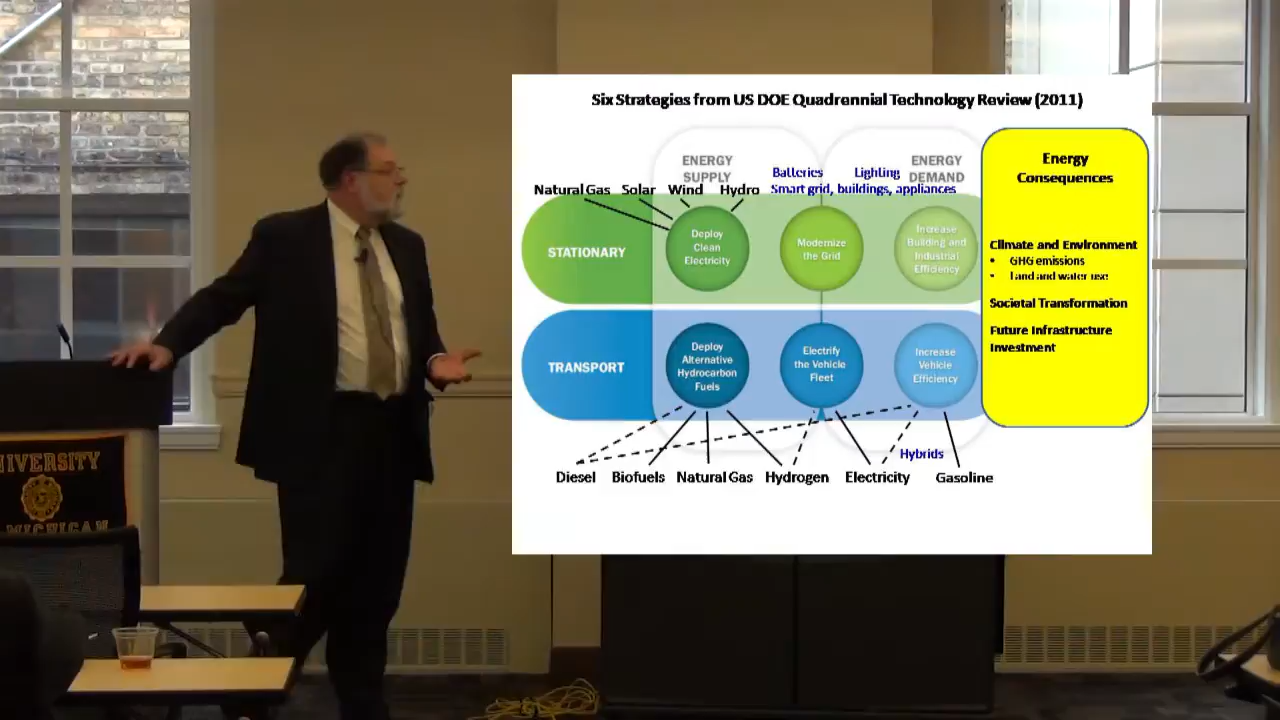 Six Strategies from US DOE Quadrennial Technology Review (2011)
ENERGY
SUPPLY
Batteries
Lighting
ENERGY
DEMAND
Natural Gas
Solar
Wind
Hydro
Smart grid, buildings, appliances
STATIONARY
Deploy
Clean
Electricity
Modernize
the Grid
Increase
Building and
Industrial
Efficiency
TRANSPORT
Deploy
Alternative
Hydrocarbon
Fuels
Electrify
the Vehicle
Fleet
Increase
Vehicle
Efficiency
Hybrids
Diesel
Biofuels
Natural Gas
Hydrogen
Electricity
Gasoline
Energy
Consequences
Climate and Environment
• GHG emissions
• Land and water use
Societal Transformation
Future Infrastructure
Investment
NIVERSITY
MICHIGAN